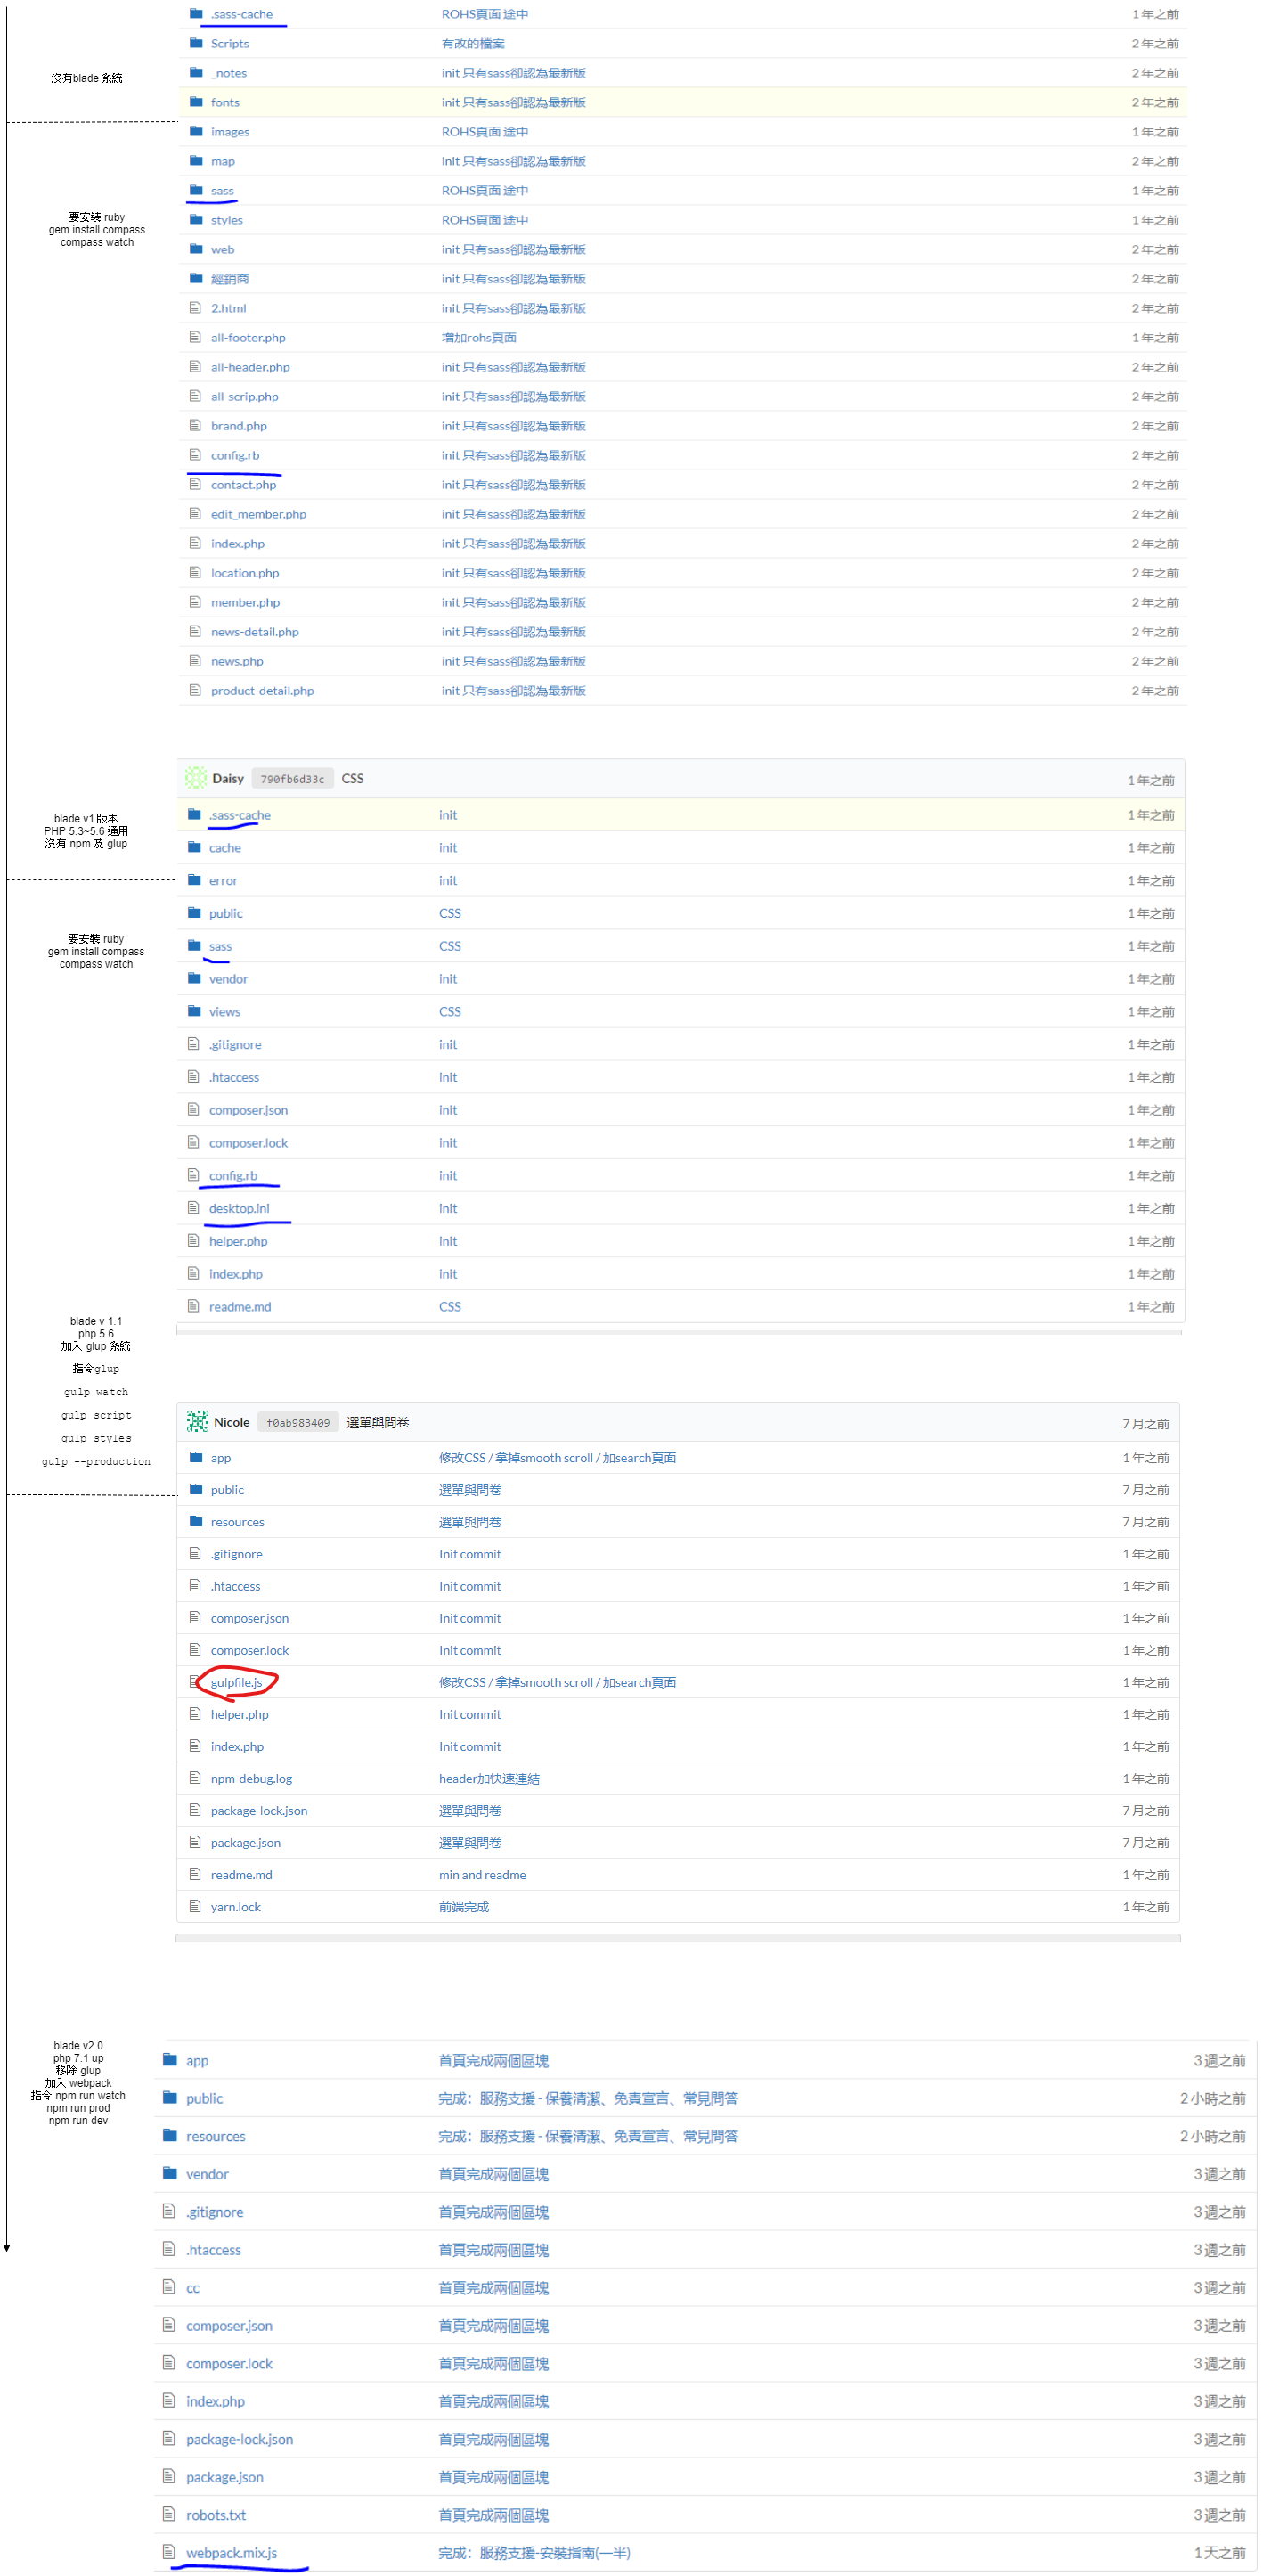 .sass-cache ROHS頁面 途中 1 年之前
Scripts 有改的檔案 2 年之前
沒有blade 系統
_notes init 只有sass卻認為最新版 2 年之前
fonts init 只有sass卻認為最新版 2 年之前
images ROHS頁面 途中 1 年之前
map init 只有sass卻認為最新版 2 年之前
sass ROHS頁面 途中 1 年之前
要安裝 ruby
gem install compass
compass watch
styles ROHS頁面 途中 1 年之前
web init 只有sass卻認為最新版 2 年之前
經銷商 init 只有sass卻認為最新版 2 年之前
2.html init 只有sass卻認為最新版 2 年之前
all-footer.php 增加rohs頁面 1 年之前
all-header.php init 只有sass卻認為最新版 2 年之前
all-scrip.php init 只有sass卻認為最新版 2 年之前
brand.php init 只有sass卻認為最新版 2 年之前
config.rb init 只有sass卻認為最新版 2 年之前
contact.php init 只有sass卻認為最新版 2 年之前
edit_member.php init 只有sass卻認為最新版 2 年之前
index.php init 只有sass卻認為最新版 2 年之前
location.php init 只有sass卻認為最新版 2 年之前
member.php init 只有sass卻認為最新版 2 年之前
news-detail.php init 只有sass卻認為最新版 2 年之前
news.php init 只有sass卻認為最新版 2 年之前
product-detail.php init 只有sass卻認為最新版 2 年之前
Daisy 790fb6d33c CSS 1 年之前
blade v1 版本
PHP 5.3~5.6 通用
沒有 npm 及 glup
.sass-cache init 1 年之前
cache init 1 年之前
error init 1 年之前
public CSS 1 年之前
要安裝 ruby
gem install compass
compass watch
sass CSS 1 年之前
vendor init 1 年之前
views CSS 1 年之前
.gitignore init 1 年之前
.htaccess init 1 年之前
composer.json init 1 年之前
composer.lock init 1 年之前
config.rb init 1 年之前
desktop.ini init 1 年之前
helper.php init 1 年之前
index.php init 1 年之前
readme.md CSS 1 年之前
blade v 1.1
php 5.6
加入 glup 系統
指令glup
gulp watch
gulp script
gulp styles
gulp --production
Nicole f0ab983409 選單與問卷 7 月之前
app 修改CSS / 拿掉smooth scroll / 加search頁面 1 年之前
public 選單與問卷 7 月之前
resources 選單與問卷 7 月之前
.gitignore Init commit 1 年之前
.htaccess Init commit 1 年之前
composer.json Init commit 1 年之前
composer.lock Init commit 1 年之前
gulpfile.js 修改CSS / 拿掉smooth scroll / 加search頁面 1 年之前
helper.php Init commit 1 年之前
index.php Init commit 1 年之前
npm-debug.log header加快速連結 1 年之前
package-lock.json 選單與問卷 7 月之前
package.json 選單與問卷 7 月之前
readme.md min and readme 1 年之前
yarn.lock 前端完成 1 年之前
blade v2.0
php 7.1 up
移除 glup
加入 webpack
指令 npm run watch
npm run prod
npm run dev
app 首頁完成兩個區塊 3 週之前
public 完成：服務支援 - 保養清潔、免責宣言、常見問答 2 小時之前
resources 完成：服務支援 - 保養清潔、免責宣言、常見問答 2 小時之前
vendor 首頁完成兩個區塊 3 週之前
.gitignore 首頁完成兩個區塊 3 週之前
.htaccess 首頁完成兩個區塊 3 週之前
cc 首頁完成兩個區塊 3 週之前
composer.json 首頁完成兩個區塊 3 週之前
composer.lock 首頁完成兩個區塊 3 週之前
index.php 首頁完成兩個區塊 3 週之前
package-lock.json 首頁完成兩個區塊 3 週之前
package.json 首頁完成兩個區塊 3 週之前
robots.txt 首頁完成兩個區塊 3 週之前
webpack.mix.js 完成：服務支援-安裝指南(一半) 1 天之前